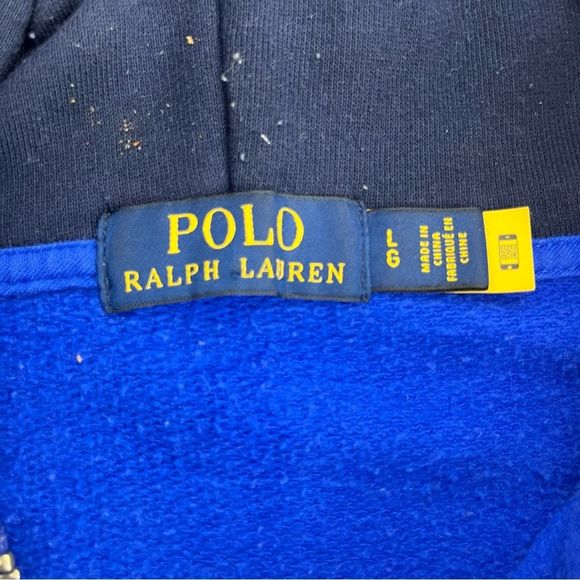 POLO
RALPH LAUREN
L
G
MADE IN
CHINA
FABRIQUÉ EN
CHINE